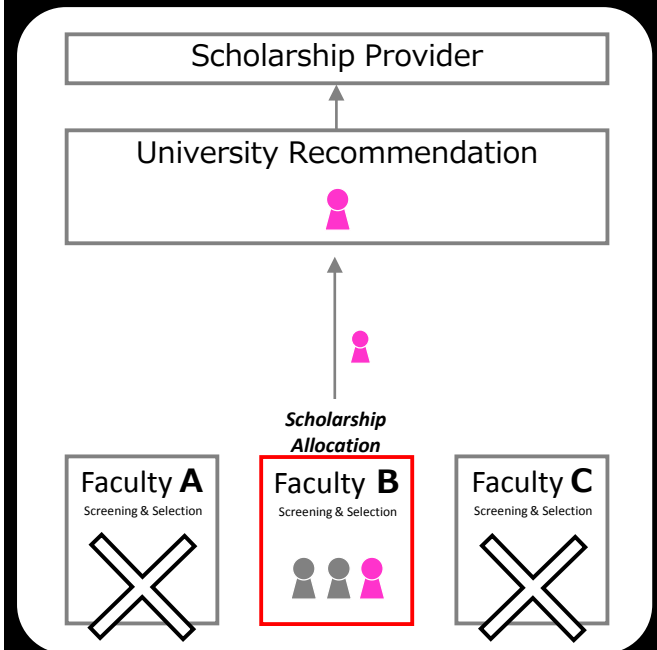 Scholarship Provider
University Recommendation
Scholarship
Allocation
Faculty A
Screening & Selection
Faculty B
Screening & Selection
Faculty C
Screening & Selection